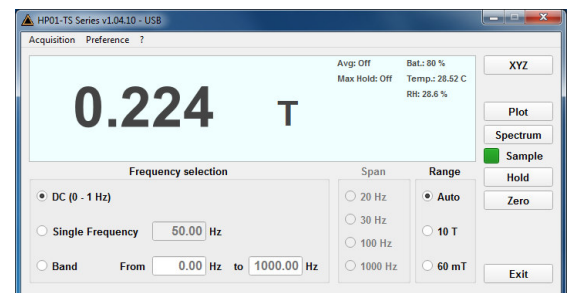 HP01-TS Series v1.04.10 - USB
Acquisition Preference ?
Avg: Off Bat.: 80 %
Max Hold: Off Temp.: 28.52 C
RH: 28.6 %
0.224 T
XYZ
Plot
Spectrum
Sample
Hold
Zero
Exit
Frequency selection
DC (0 - 1 Hz)
Single Frequency 50.00 Hz
Band From 0.00 Hz to 1000.00 Hz
Span
20 Hz
30 Hz
100 Hz
1000 Hz
Range
Auto
10 T
60 mT